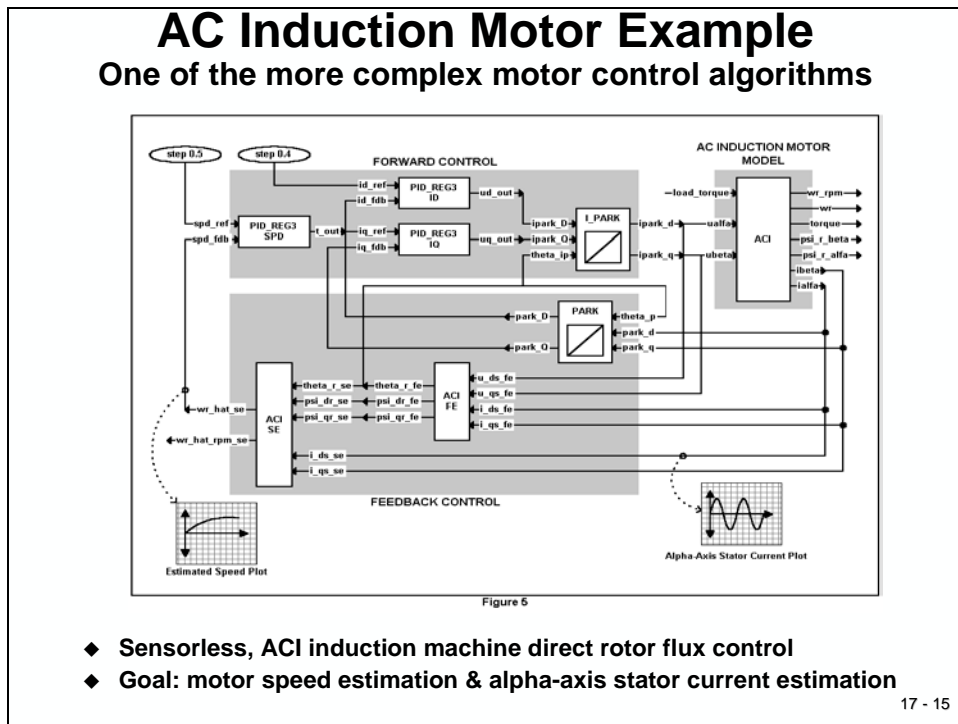 AC Induction Motor Example
One of the more complex motor control algorithms
step 0.5
step 0.4
FORWARD CONTROL
AC INDUCTION MOTOR
MODEL
id_ref
id_fdb
PID_REG3
ID
ud_out
spd_ref
spd_fdb
PID_REG3
SPD
t_out
iq_ref
iq_fdb
PID_REG3
IQ
uq_out
ipark_D
ipark_Q
theta_ip
I_PARK
ipark_d
ipark_q
load_torque
ualfa
ubeta
ACI
wr_rpm
wr
torque
psi_r_beta
psi_r_alfa
ibeta
ialfa
park_D
park_Q
PARK
theta_p
park_d
park_q
wr_hat_se
wr_hat_rpm_se
ACI
SE
theta_r_se
psi_dr_se
psi_qr_se
theta_r_fe
psi_dr_fe
psi_qr_fe
ACI
FE
u_ds_fe
u_qs_fe
i_ds_fe
i_qs_fe
i_ds_se
i_qs_se
FEEDBACK CONTROL
Estimated Speed Plot
Alpha-Axis Stator Current Plot
Figure 5
◆ Sensorless, ACI induction machine direct rotor flux control
◆ Goal: motor speed estimation & alpha-axis stator current estimation
17 - 15